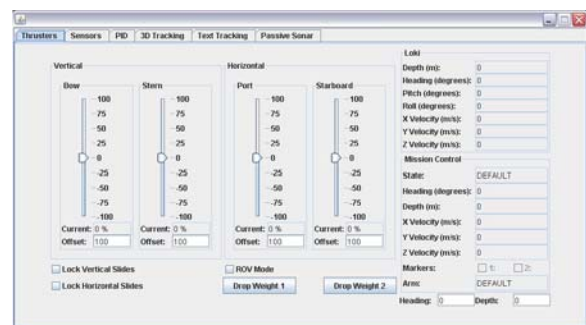 Thrusters Sensors PID 3D Tracking Text Tracking Passive Sonar
Vertical
Bow
100
75
50
25
0
-25
-50
-75
-100
Current: 0 %
Offset: 100
Stern
100
75
50
25
0
-25
-50
-75
-100
Current: 0 %
Offset: 100
Horizontal
Port
100
75
50
25
0
-25
-50
-75
-100
Current: 0 %
Offset: 100
Starboard
100
75
50
25
0
-25
-50
-75
-100
Current: 0 %
Offset: 100
Lock Vertical Slides
Lock Horizontal Slides
ROV Mode
Drop Weight 1 Drop Weight 2
Loki
Depth (m): 0
Heading (degrees): 0
Pitch (degrees): 0
Roll (degrees): 0
X Velocity (m/s): 0
Y Velocity (m/s): 0
Z Velocity (m/s): 0
Mission Control
State: DEFAULT
Heading (degrees): 0
Depth (m): 0
X Velocity (m/s): 0
Y Velocity (m/s): 0
Z Velocity (m/s): 0
Markers: 1: 2:
Arm: DEFAULT
Heading: 0 Depth: 0